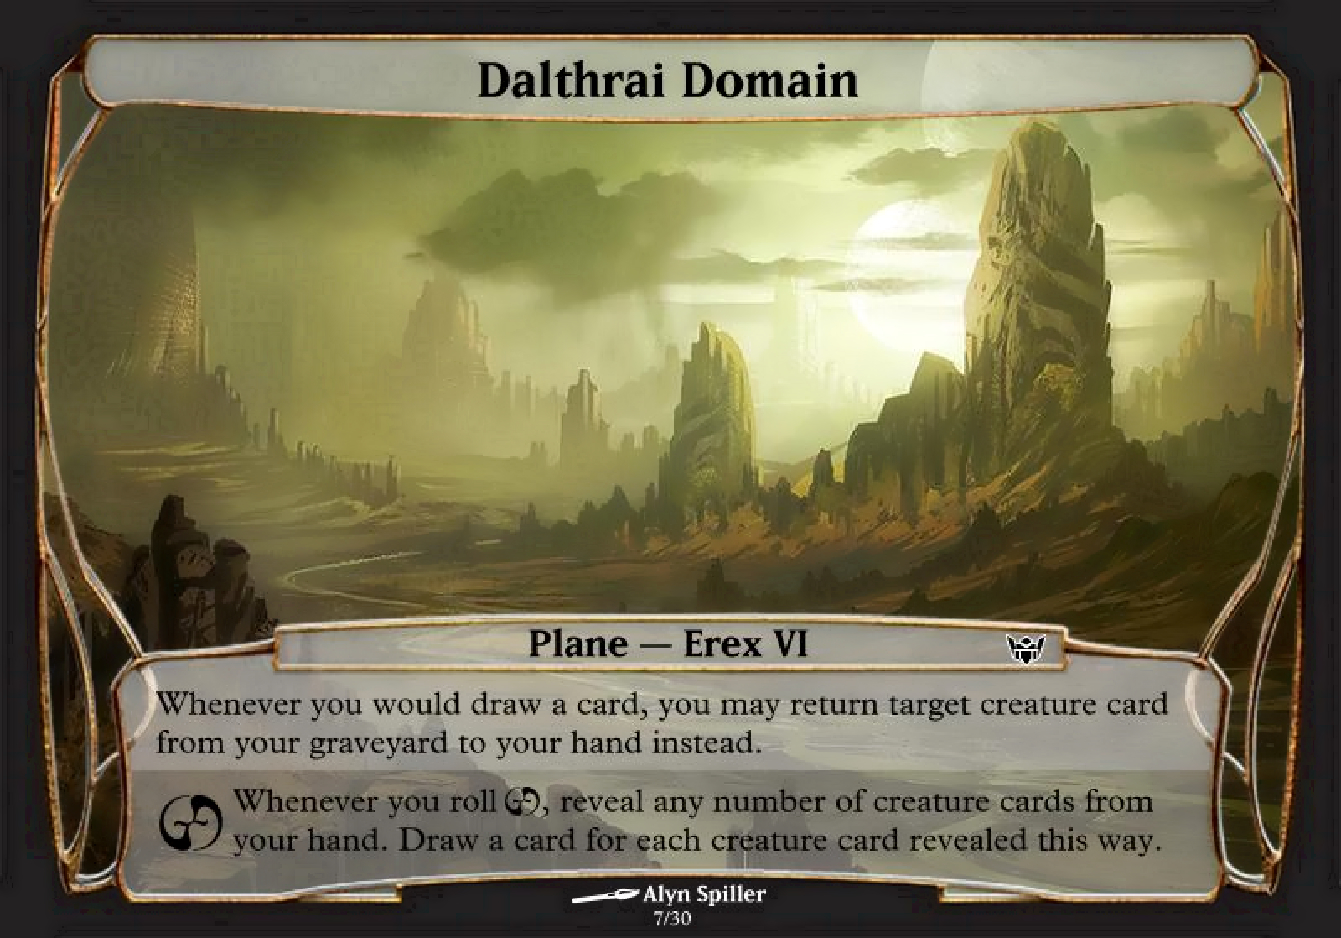 Dalthrai Domain
Plane — Erex VI
Whenever you would draw a card, you may return target creature card
from your graveyard to your hand instead.
Whenever you roll , reveal any number of creature cards from
your hand. Draw a card for each creature card revealed this way.
Alyn Spiller
7/30